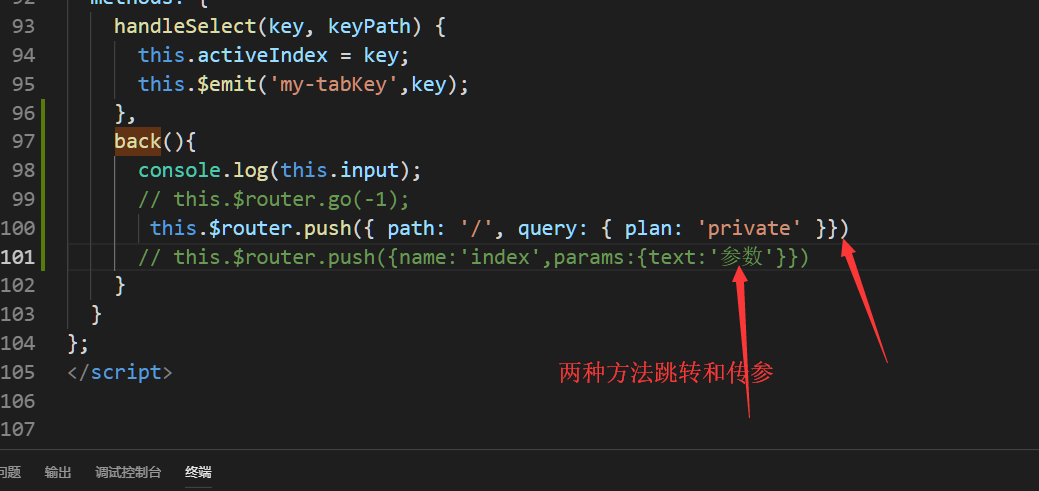 92 methods: {
93 handleSelect(key, keyPath) {
94 this.activeIndex = key;
95 this.$emit('my-tabKey',key);
96 },
97 back(){
98 console.log(this.input);
99 // this.$router.go(-1);
100 this.$router.push({ path: '/', query: { plan: 'private' }})
101 // this.$router.push({name:'index',params:{text:'参数'}})
102 }
103 }
104 };
105 </script>
两种方法跳转和传参
106
107
问题 输出 调试控制台 终端